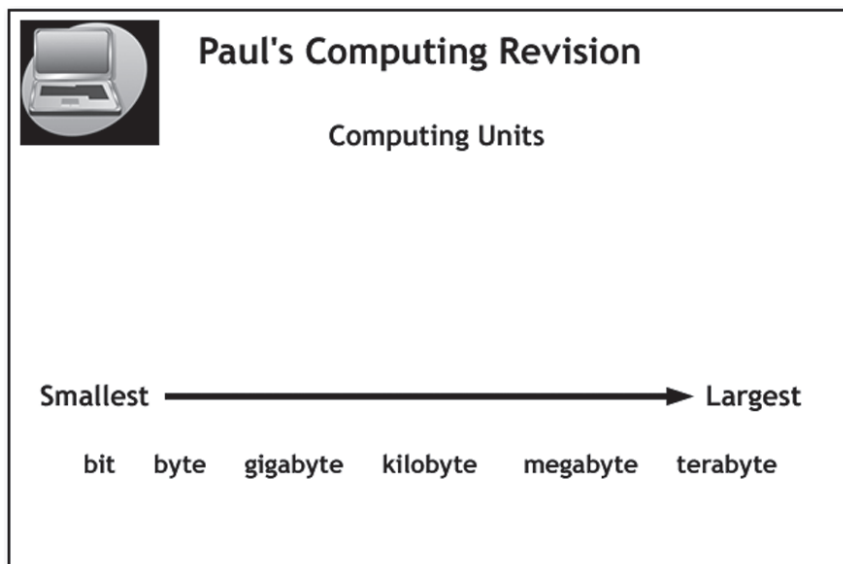 Paul's Computing Revision
Computing Units
Smallest Largest
bit byte gigabyte kilobyte megabyte terabyte